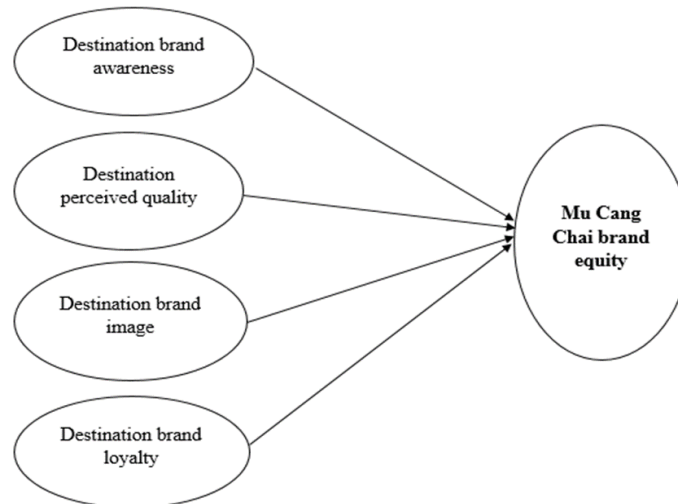 Destination brand
awareness
Destination
perceived quality
Mu Cang
Chai brand
equity
Destination brand
image
Destination brand
loyalty